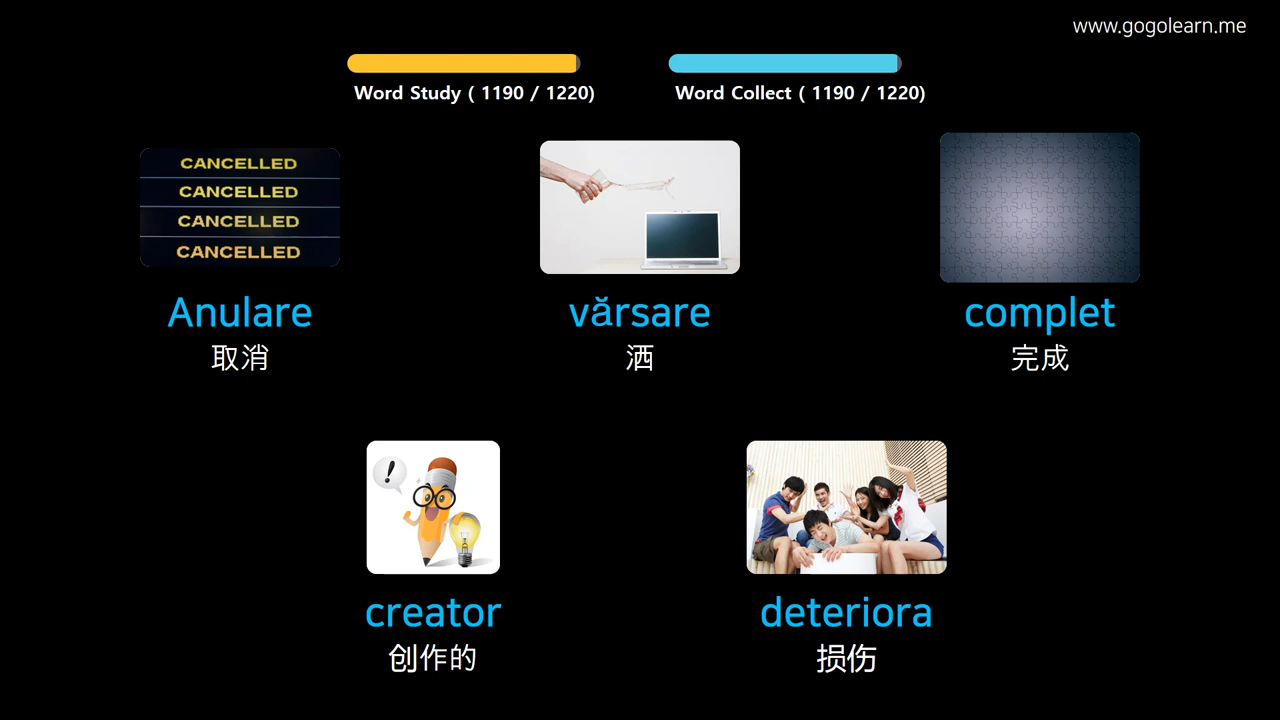 www.gogolearn.me
Word Study ( 1190 / 1220)
Word Collect ( 1190 / 1220)
CANCELLED
CANCELLED
CANCELLED
CANCELLED
Anulare
取消
vărsare
洒
complet
完成
!
creator
创作的
deteriora
损伤